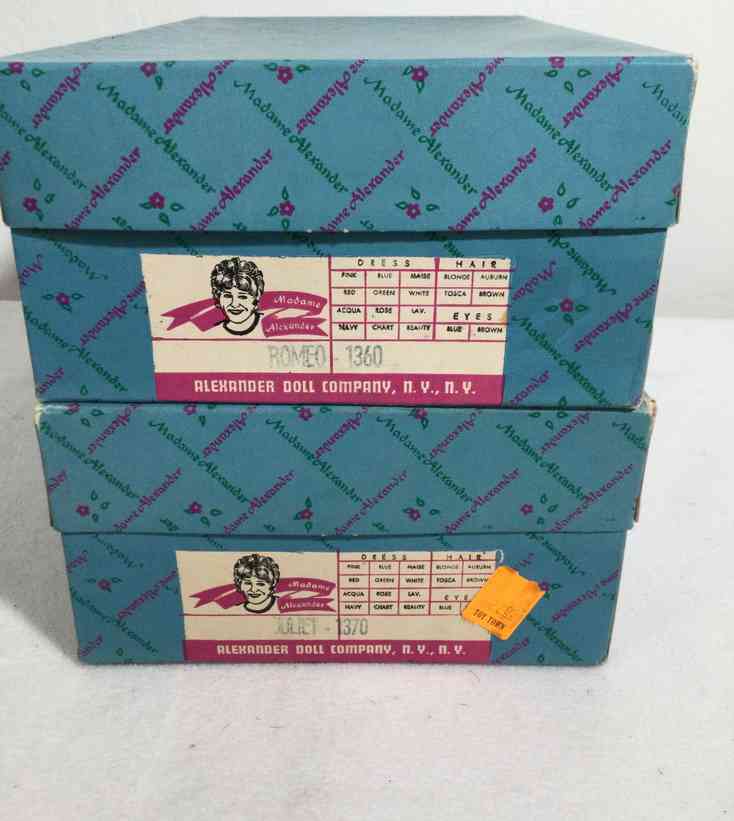 Madame Alexander
DRESS HAIR
PINK BLUE MAISE BLONDE AUBURN
RED GREEN WHITE TOSCA BROWN
ACQUA ROSE LAV. EYES
NAVY CHART BEAUTY BLUE BROWN
Madame
Alexander
ROMEO - 1360
ALEXANDER DOLL COMPANY, N. Y., N. Y.
Madame Alexander
DRESS HAIR
PINK BLUE MAISE BLONDE AUBURN
RED GREEN WHITE TOSCA BROWN
ACQUA ROSE LAV. EYE
NAVY CHART BEAUTY BLUE
Madame
Alexander
JULIET - 1370
TOY TOWN
ALEXANDER DOLL COMPANY, N. Y., N. Y.